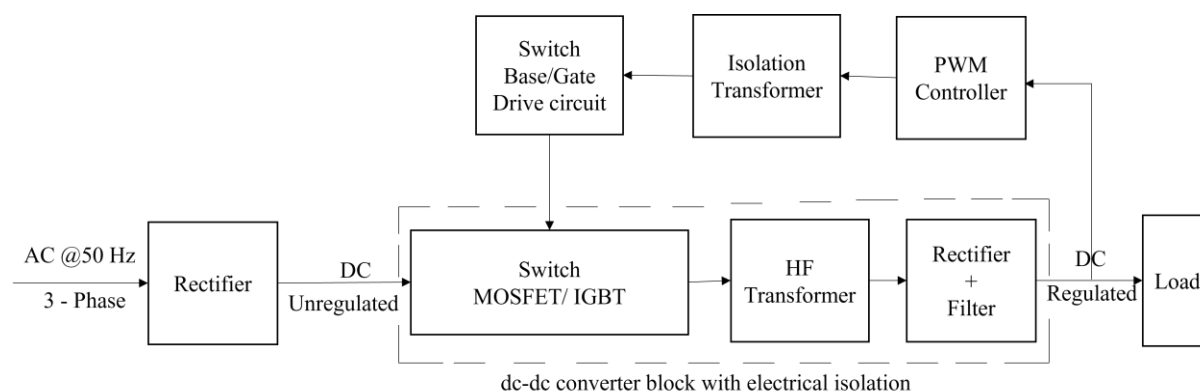 Switch
Base/Gate
Drive circuit
Isolation
Transformer
PWM
Controller
AC @50 Hz
3 - Phase
Rectifier
DC
Unregulated
Switch
MOSFET/ IGBT
HF
Transformer
Rectifier
+
Filter
DC
Regulated
Load
dc-dc converter block with electrical isolation